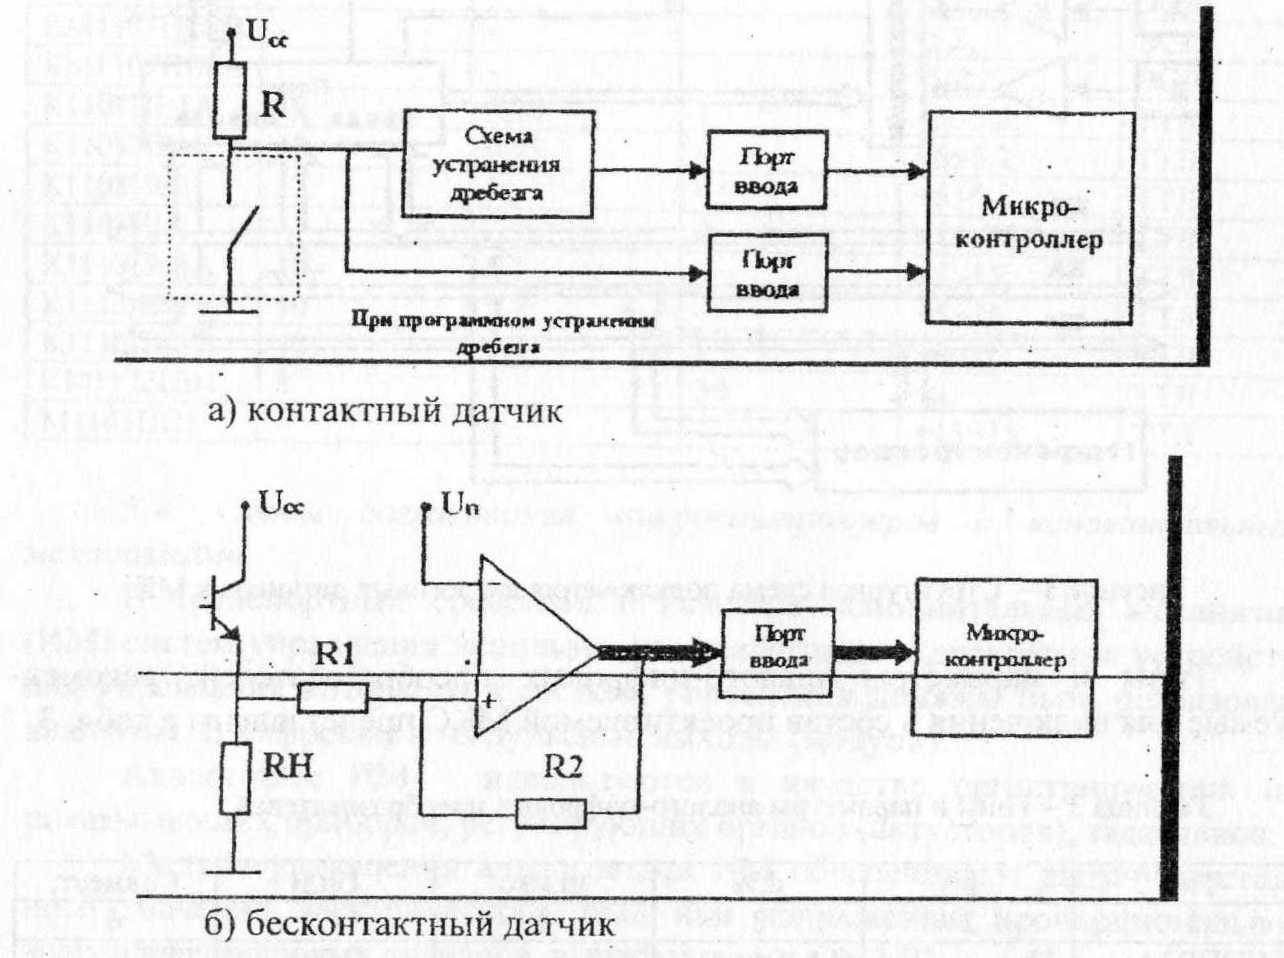 Ucc
R
Схема
устранения
дребезга
Порт
ввода
Микро-
контроллер
Порт
ввода
При программном устранении
дребезга
а) контактный датчик
Ucc
Uп
R1
+
Порт
ввода
Микро-
контроллер
RH
R2
б) бесконтактный датчик